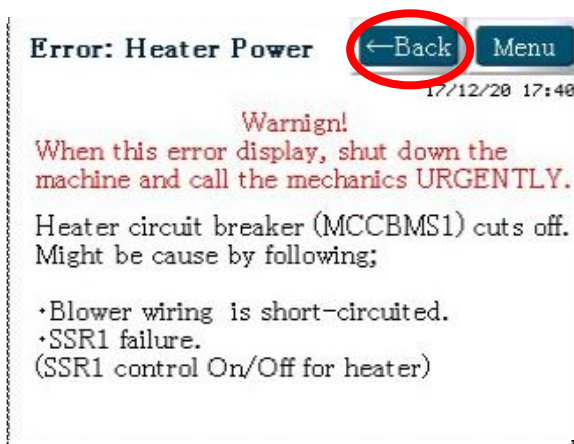 Error: Heater Power ←Back Menu
17/12/20 17:40
Warnign!
When this error display, shut down the
machine and call the mechanics URGENTLY.
Heater circuit breaker (MCCBMS1) cuts off.
Might be cause by following;
・Blower wiring is short-circuited.
・SSR1 failure.
(SSR1 control On/Off for heater)